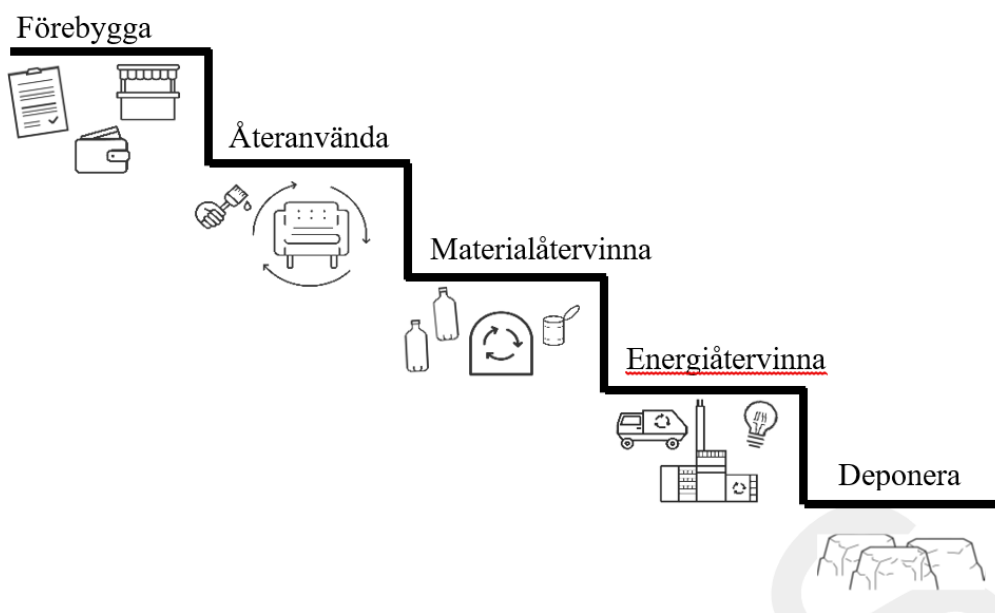 Förebygga
Återanvända
Materialåtervinna
Energiåtervinna
Deponera